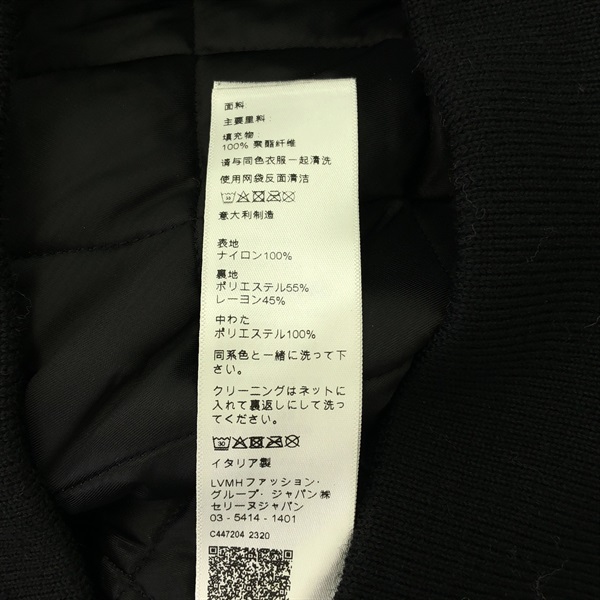 面料
主要里料
填充物
100% 聚酯纤维
请与同色衣服一起清洗
使用网袋反面清洁
意大利制造
表地
ナイロン100%
裏地
ポリエステル55%
レーヨン45%
中わた
ポリエステル100%
同系色と一緒に洗って下
さい。
クリーニングはネットに
入れて裏返しにして洗っ
てください。
30
イタリア製
LVMHファッション・
グループ・ジャパン㈱
セリーヌジャパン
03 - 5414 - 1401
C447204 2320